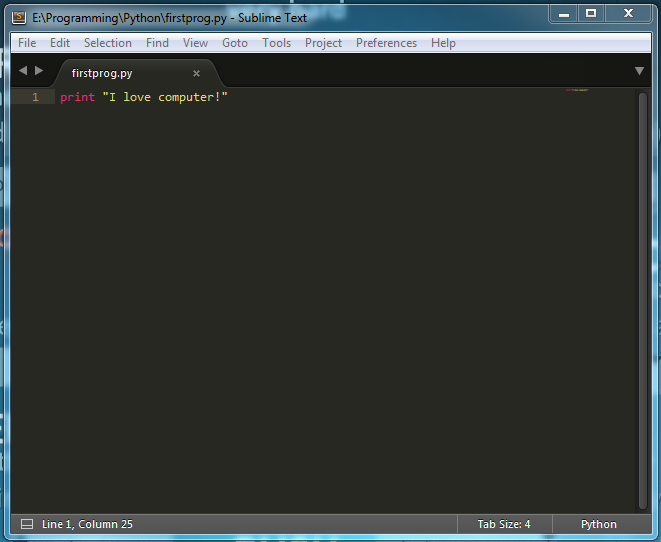 E:\Programming\Python\firstprog.py - Sublime Text
File Edit Selection Find View Goto Tools Project Preferences Help
firstprog.py
1 print "I love computer!"
Line 1, Column 25 Tab Size: 4 Python